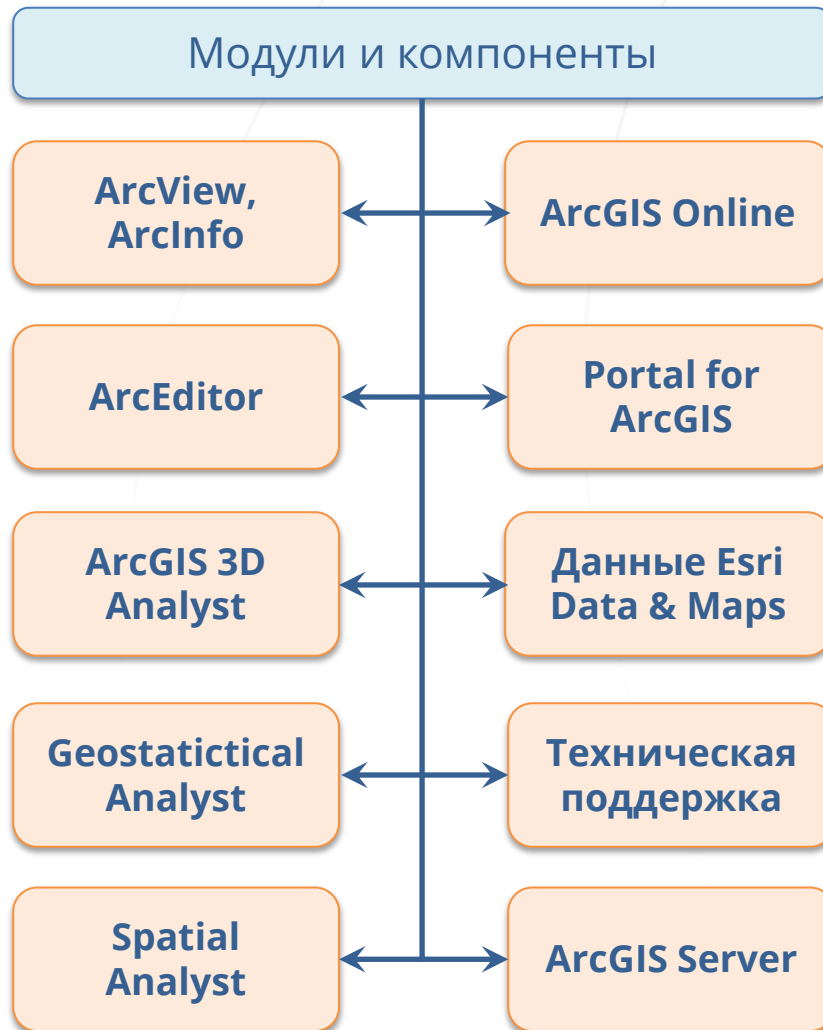 Модули и компоненты
ArcView,
ArcInfo
ArcGIS Online
ArcEditor
Portal for
ArcGIS
ArcGIS 3D
Analyst
Данные Esri
Data & Maps
Geostatictical
Analyst
Техническая
поддержка
Spatial
Analyst
ArcGIS Server